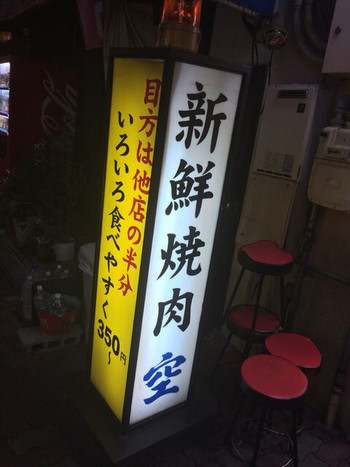 新鮮焼肉 空
目方は他店の半分
いろいろ食べやすく
350円〜